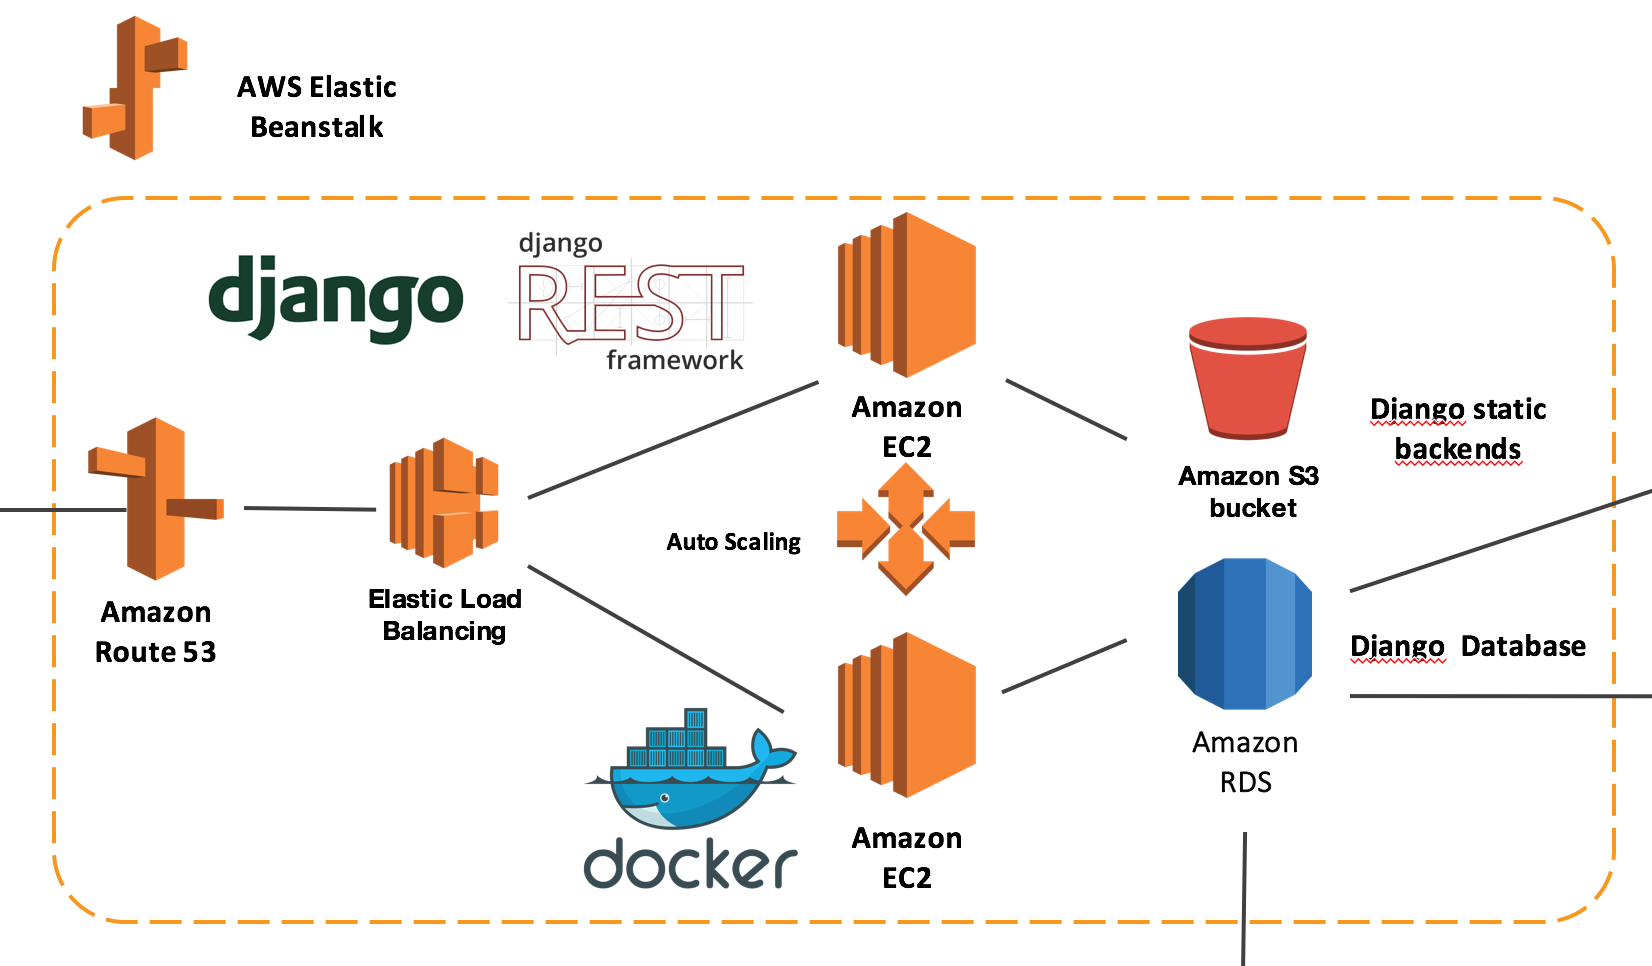 AWS Elastic
Beanstalk
django
django
REST
framework
Amazon
EC2
Django static
backends
Amazon S3
bucket
Auto Scaling
Elastic Load
Balancing
Amazon
Route 53
Django Database
Amazon
RDS
docker
Amazon
EC2